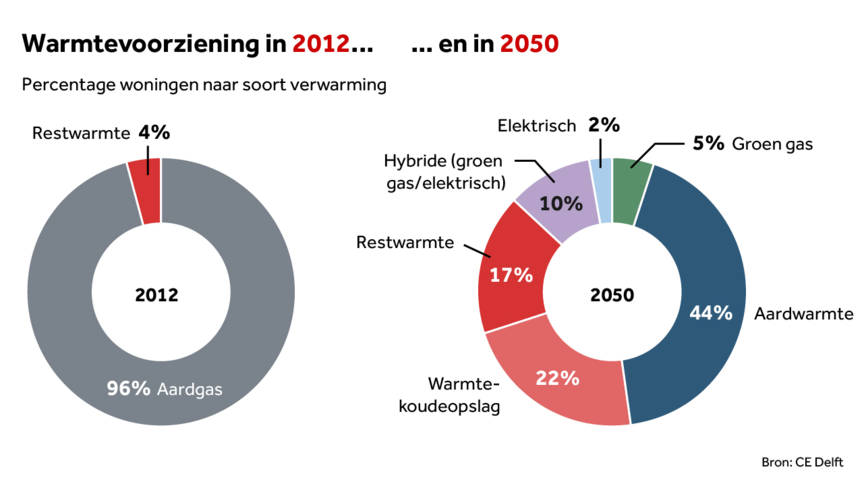 Warmtevoorziening in 2012... ... en in 2050
Percentage woningen naar soort verwarming
Restwarmte 4%
2012
96% Aardgas
Elektrisch 2%
5% Groen gas
Hybride (groen
gas/elektrisch)
10%
Restwarmte
17%
2050
44% Aardwarmte
22%
Warmte-
koudeopslag
Bron: CE Delft